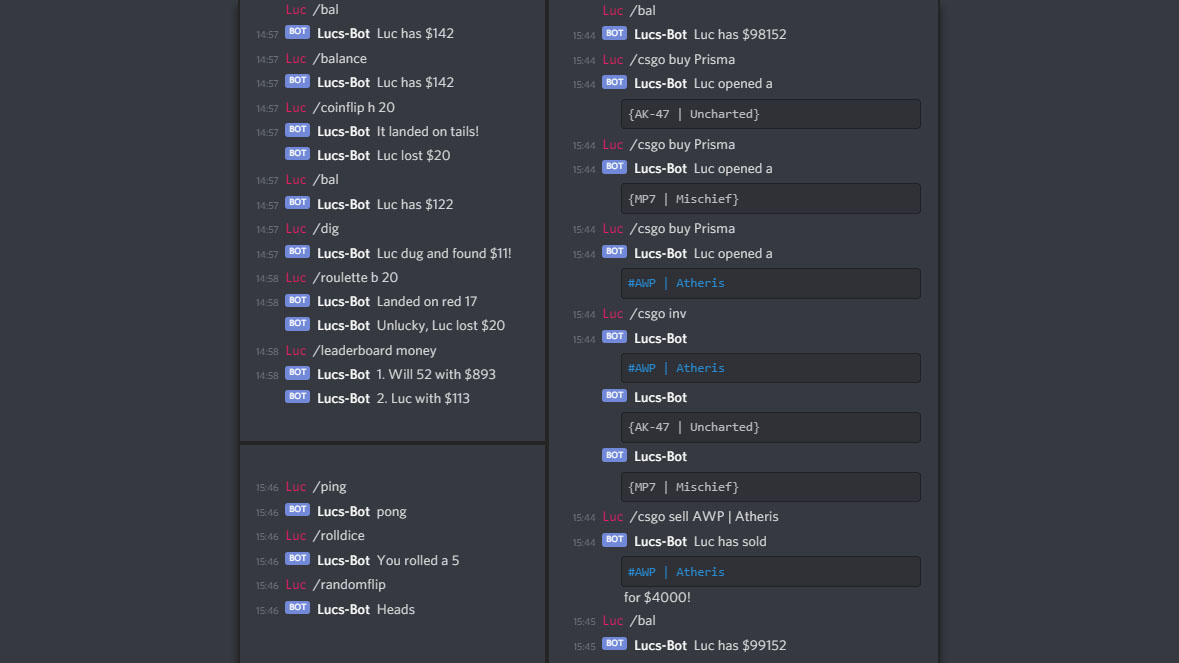 Luc /bal
14:57 BOT Lucs-Bot Luc has $142
14:57 Luc /balance
14:57 BOT Lucs-Bot Luc has $142
14:57 Luc /coinflip h 20
14:57 BOT Lucs-Bot It landed on tails!
BOT Lucs-Bot Luc lost $20
14:57 Luc /bal
14:57 BOT Lucs-Bot Luc has $122
14:57 Luc /dig
14:57 BOT Lucs-Bot Luc dug and found $11!
14:58 Luc /roulette b 20
14:58 BOT Lucs-Bot Landed on red 17
BOT Lucs-Bot Unlucky, Luc lost $20
14:58 Luc /leaderboard money
14:58 BOT Lucs-Bot 1. Will 52 with $893
BOT Lucs-Bot 2. Luc with $113
15:46 Luc /ping
15:46 BOT Lucs-Bot pong
15:46 Luc /rolldice
15:46 BOT Lucs-Bot You rolled a 5
15:46 Luc /randomflip
15:46 BOT Lucs-Bot Heads
Luc /bal
15:44 BOT Lucs-Bot Luc has $98152
15:44 Luc /csgo buy Prisma
15:44 BOT Lucs-Bot Luc opened a
{AK-47 | Uncharted}
15:44 Luc /csgo buy Prisma
15:44 BOT Lucs-Bot Luc opened a
{MP7 | Mischief}
15:44 Luc /csgo buy Prisma
15:44 BOT Lucs-Bot Luc opened a
#AWP | Atheris
15:44 Luc /csgo inv
15:44 BOT Lucs-Bot
#AWP | Atheris
BOT Lucs-Bot
{AK-47 | Uncharted}
BOT Lucs-Bot
{MP7 | Mischief}
15:44 Luc /csgo sell AWP | Atheris
15:44 BOT Lucs-Bot Luc has sold
#AWP | Atheris
for $4000!
15:45 Luc /bal
15:45 BOT Lucs-Bot Luc has $99152